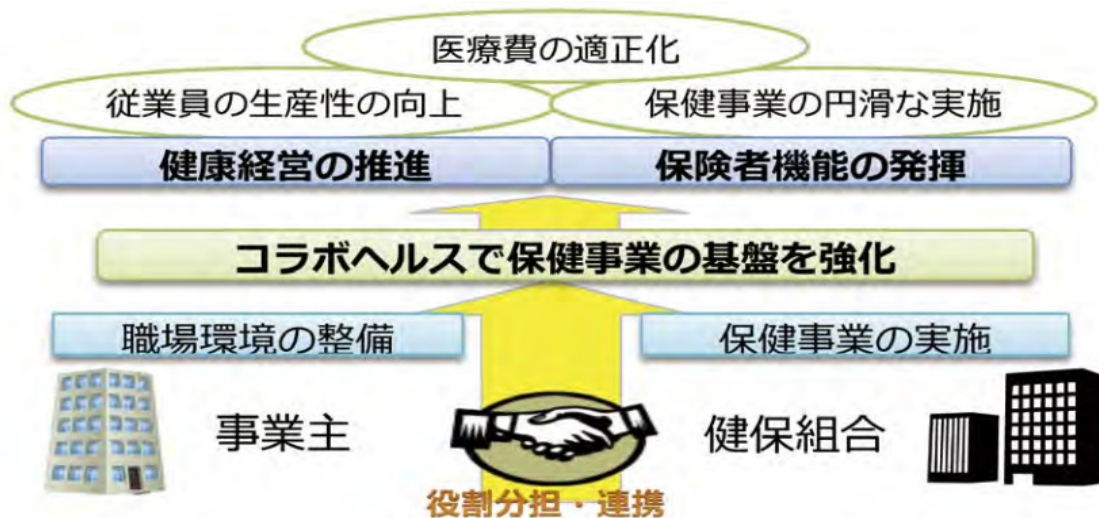 医療費の適正化
従業員の生産性の向上
保健事業の円滑な実施
健康経営の推進
保険者機能の発揮
コラボヘルスで保健事業の基盤を強化
職場環境の整備
保健事業の実施
事業主
健保組合
役割分担・連携